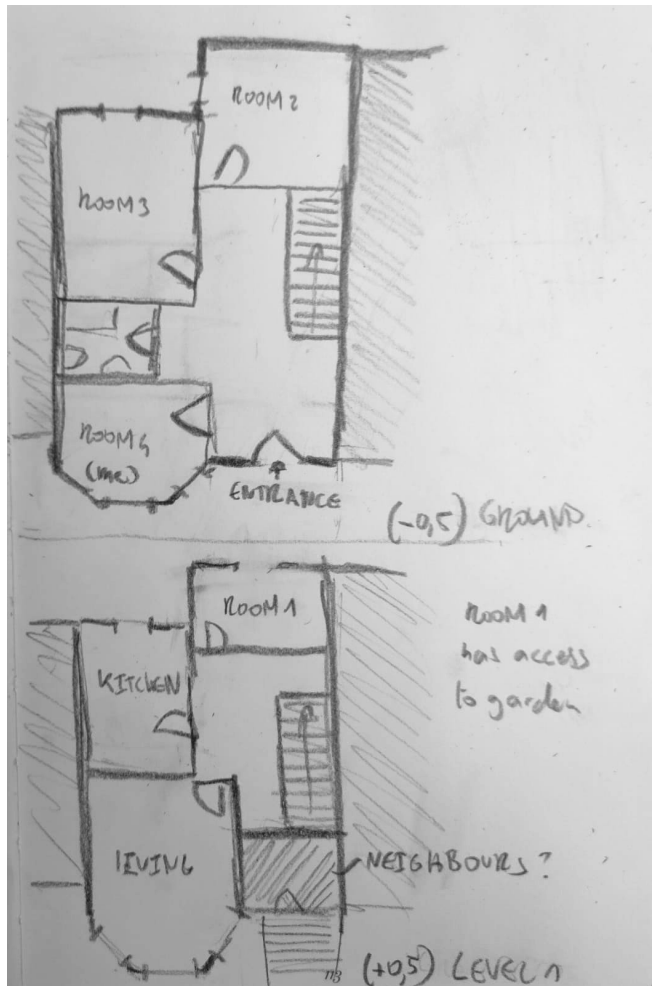 ROOM 2
ROOM 3
ROOM 4
(me)
ENTRANCE
(-0,5) GROUND
ROOM 1
ROOM 1
has access
to garden
KITCHEN
LIVING
NEIGHBOURS?
(+0,5) LEVEL 1